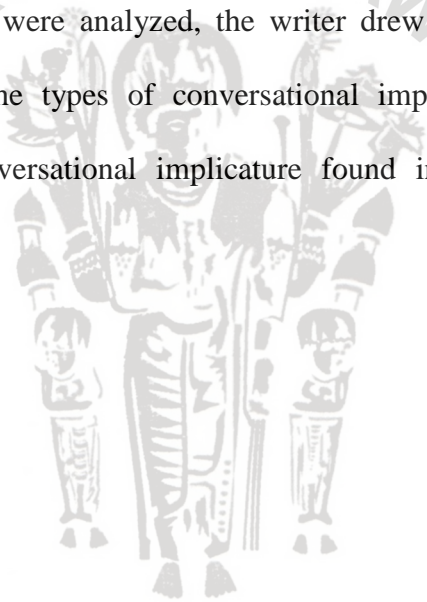 were analyzed, the writer drew
he types of conversational imp
versational implicature found i